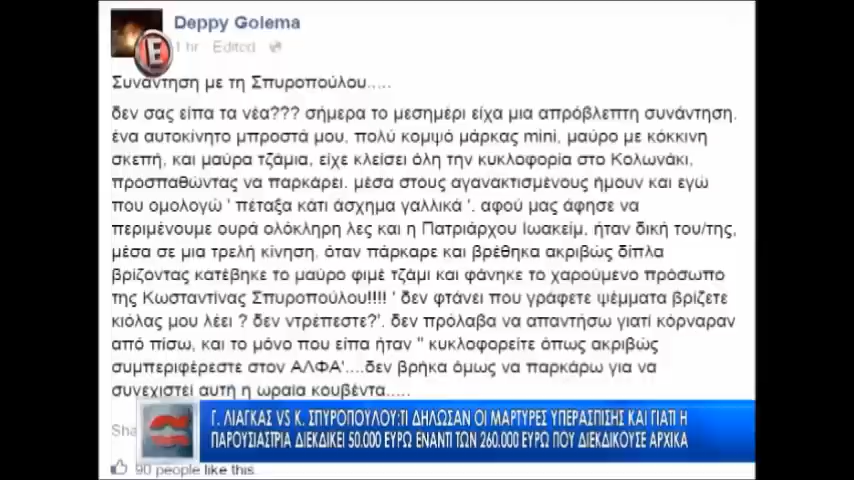 Deppy Golema
E
1 hr Edited
Συνάντηση με τη Σπυροπούλου.....
δεν σας είπα τα νέα??? σήμερα το μεσημέρι είχα μια απρόβλεπτη συνάντηση.
ένα αυτοκίνητο μπροστά μου, πολύ κομψό μάρκας mini, μαύρο με κόκκινη
σκεπή, και μαύρα τζάμια, είχε κλείσει όλη την κυκλοφορία στο Κολωνάκι,
προσπαθώντας να παρκάρει. μέσα στους αγανακτισμένους ήμουν και εγώ
που ομολογώ ' πέταξα κάτι άσχημα γαλλικά '. αφού μας άφησε να
περιμένουμε ουρά ολόκληρη λες και η Πατριάρχου Ιωακείμ, ήταν δική του/της,
μέσα σε μια τρελή κίνηση, όταν πάρκαρε και βρέθηκα ακριβώς δίπλα
βρίζοντας κατέβηκε το μαύρο φιμέ τζάμι και φάνηκε το χαρούμενο πρόσωπο
της Κωσταντίνας Σπυροπούλου!!!! ' δεν φτάνει που γράφετε ψέμματα βρίζετε
κιόλας μου λέει ? δεν ντρέπεστε?'. δεν πρόλαβα να απαντήσω γιατί κόρναραν
από πίσω, και το μόνο που είπα ήταν '' κυκλοφορείτε όπως ακριβώς
συμπεριφέρεστε στον ΑΛΦΑ'....δεν βρήκα όμως να παρκάρω για να
συνεχιστεί αυτή η ωραία κουβέντα.....
Sha
Γ. ΛΙΑΓΚΑΣ VS Κ. ΣΠΥΡΟΠΟΥΛΟΥ:ΤΙ ΔΗΛΩΣΑΝ ΟΙ ΜΑΡΤΥΡΕΣ ΥΠΕΡΑΣΠΙΣΗΣ ΚΑΙ ΓΙΑΤΙ Η
ΠΑΡΟΥΣΙΑΣΤΡΙΑ ΔΙΕΚΔΙΚΕΙ 50.000 ΕΥΡΩ ΕΝΑΝΤΙ ΤΩΝ 260.000 ΕΥΡΩ ΠΟΥ ΔΙΕΚΔΙΚΟΥΣΕ ΑΡΧΙΚΑ
90 people like this.